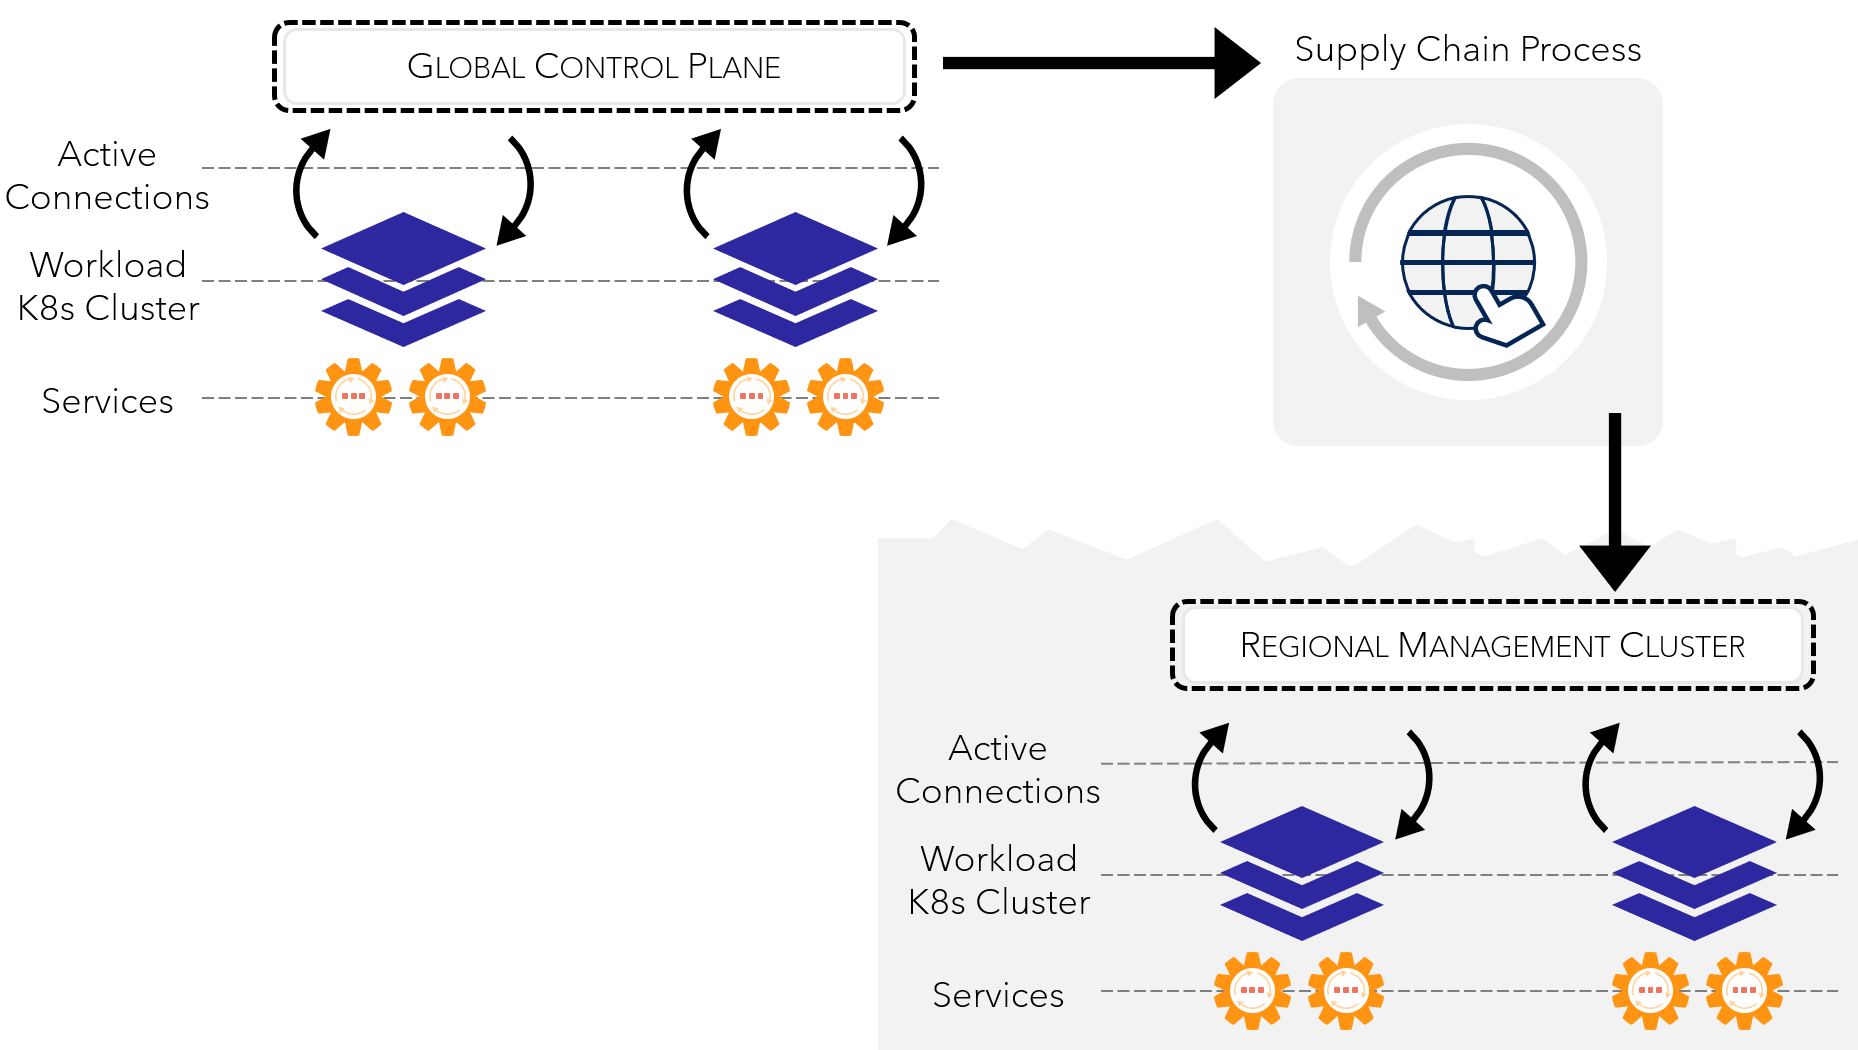 GLOBAL CONTROL PLANE
Supply Chain Process
Active
Connections
Workload
K8s Cluster
Services
REGIONAL MANAGEMENT CLUSTER
Active
Connections
Workload
K8s Cluster
Services